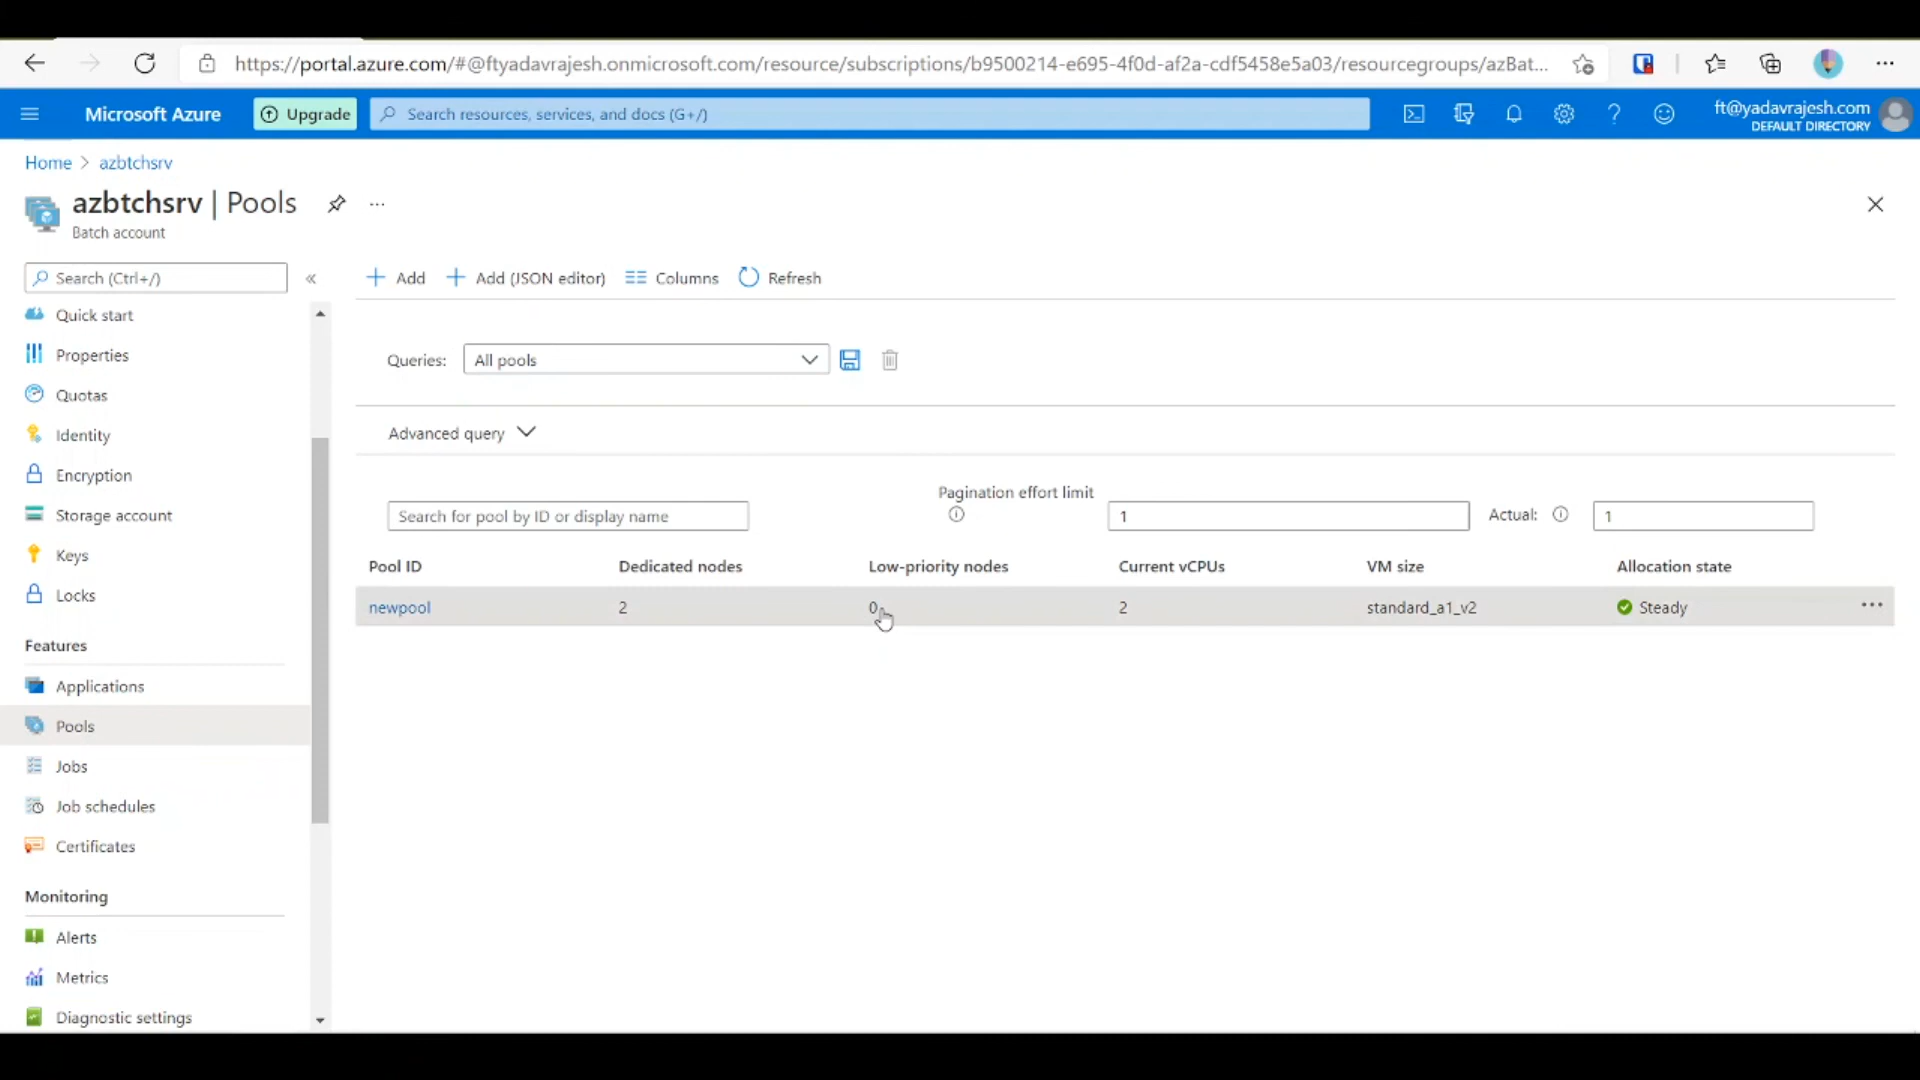 https://portal.azure.com/#@ftyadavrajesh.onmicrosoft.com/resource/subscriptions/b9500214-e695-4f0d-af2a-cdf5458e5a03/resourcegroups/azBat...
Microsoft Azure
Upgrade
Search resources, services, and docs (G+/)
ft@yadavrajesh.com
DEFAULT DIRECTORY
Home > azbtchsrv
azbtchsrv | Pools
Batch account
Search (Ctrl+/)
Quick start
Properties
Quotas
Identity
Encryption
Storage account
Keys
Locks
Features
Applications
Pools
Jobs
Job schedules
Certificates
Monitoring
Alerts
Metrics
Diagnostic settings
Add
Add (JSON editor)
Columns
Refresh
Queries: All pools
Advanced query
Search for pool by ID or display name
Pagination effort limit
1
Actual: 1
Pool ID Dedicated nodes Low-priority nodes Current vCPUs VM size Allocation state
newpool 2 0 2 standard_a1_v2 Steady